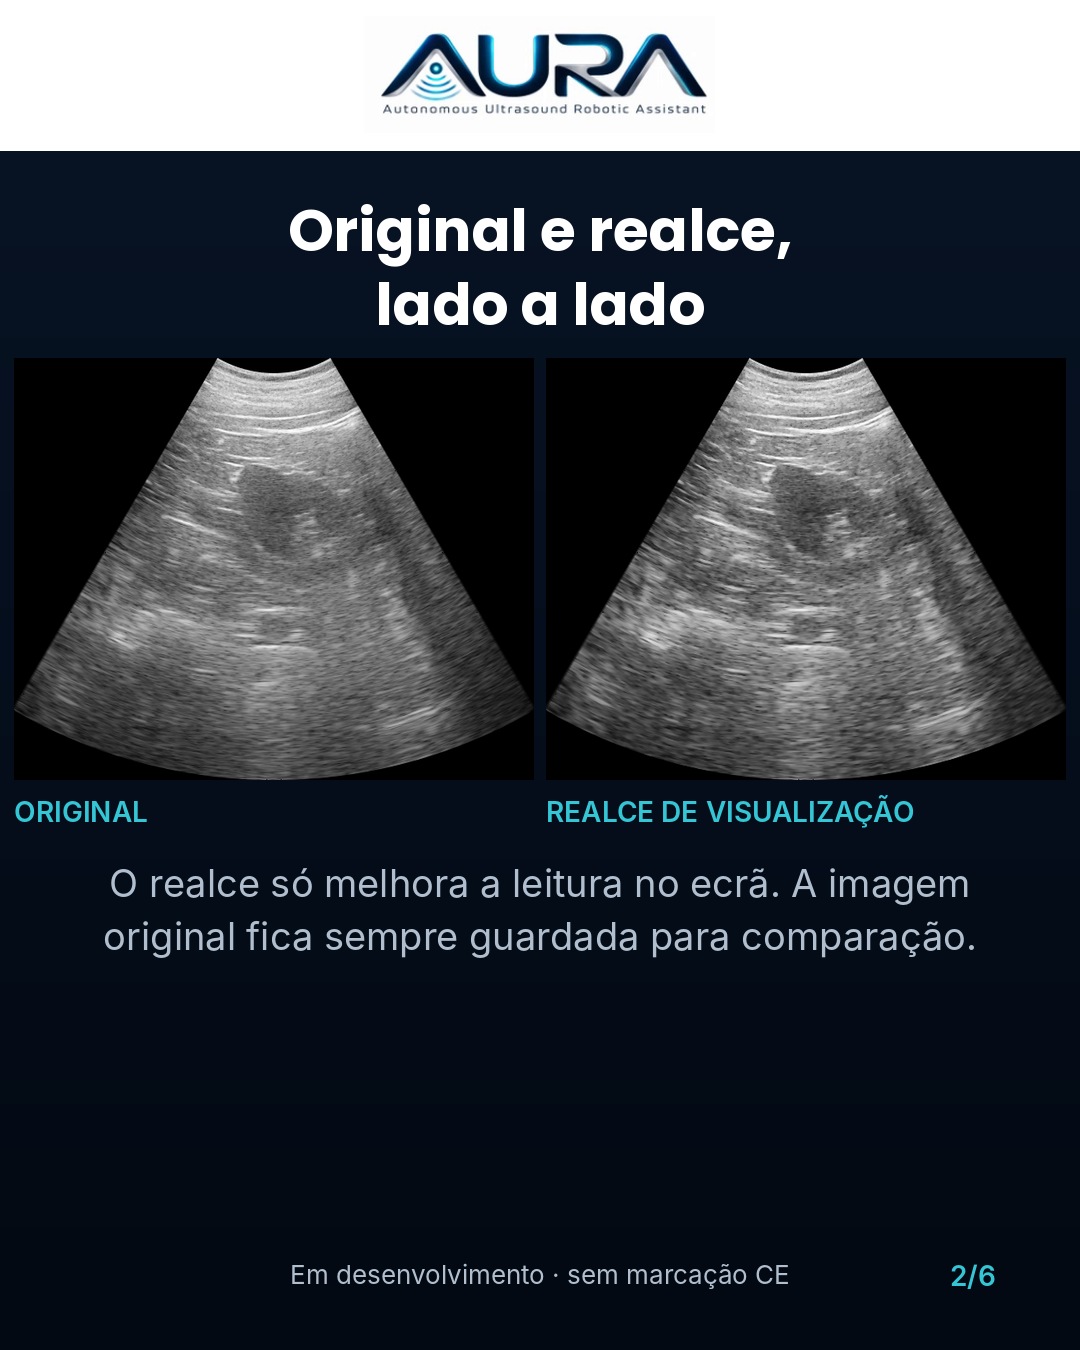 AURA
Autonomous Ultrasound Robotic Assistant
Original e realce,
lado a lado
ORIGINAL
REALCE DE VISUALIZAÇÃO
O realce só melhora a leitura no ecrã. A imagem
original fica sempre guardada para comparação.
Em desenvolvimento · sem marcação CE
2/6